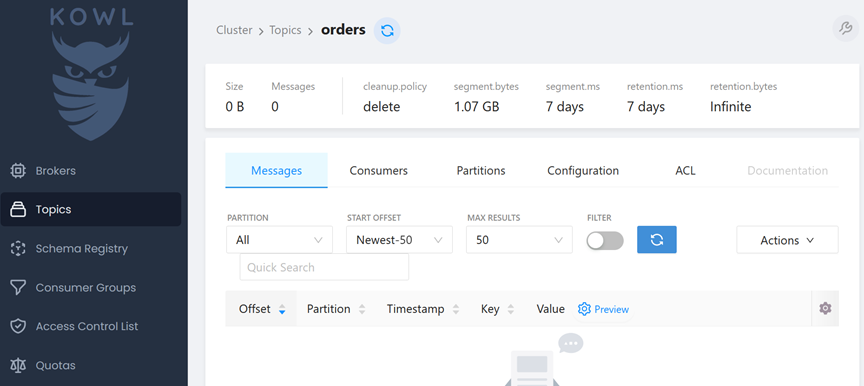 KOWL
Brokers
Topics
Schema Registry
Consumer Groups
Access Control List
Quotas
Cluster > Topics > orders
Size Messages cleanup.policy segment.bytes segment.ms retention.ms retention.bytes
0 B 0 delete 1.07 GB 7 days 7 days Infinite
Messages Consumers Partitions Configuration ACL Documentation
PARTITION START OFFSET MAX RESULTS FILTER
All Newest-50 50 Actions
Quick Search
Offset Partition Timestamp Key Value Preview